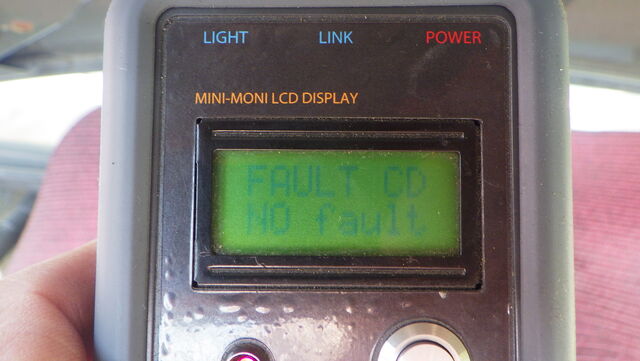 LIGHT LINK POWER
MINI-MONI LCD DISPLAY
FAULT CD
NO fault